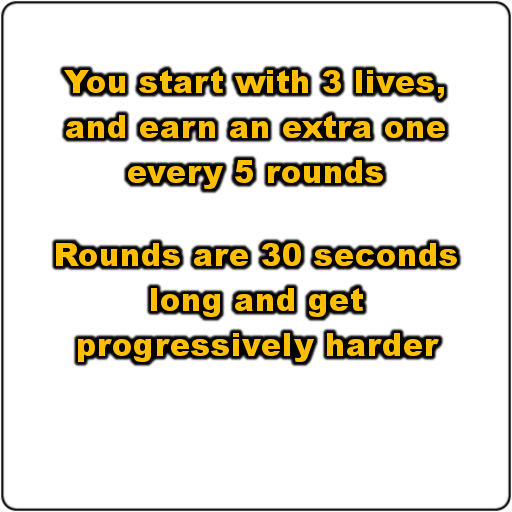 You start with 3 lives,
and earn an extra one
every 5 rounds
Rounds are 30 seconds
long and get
progressively harder